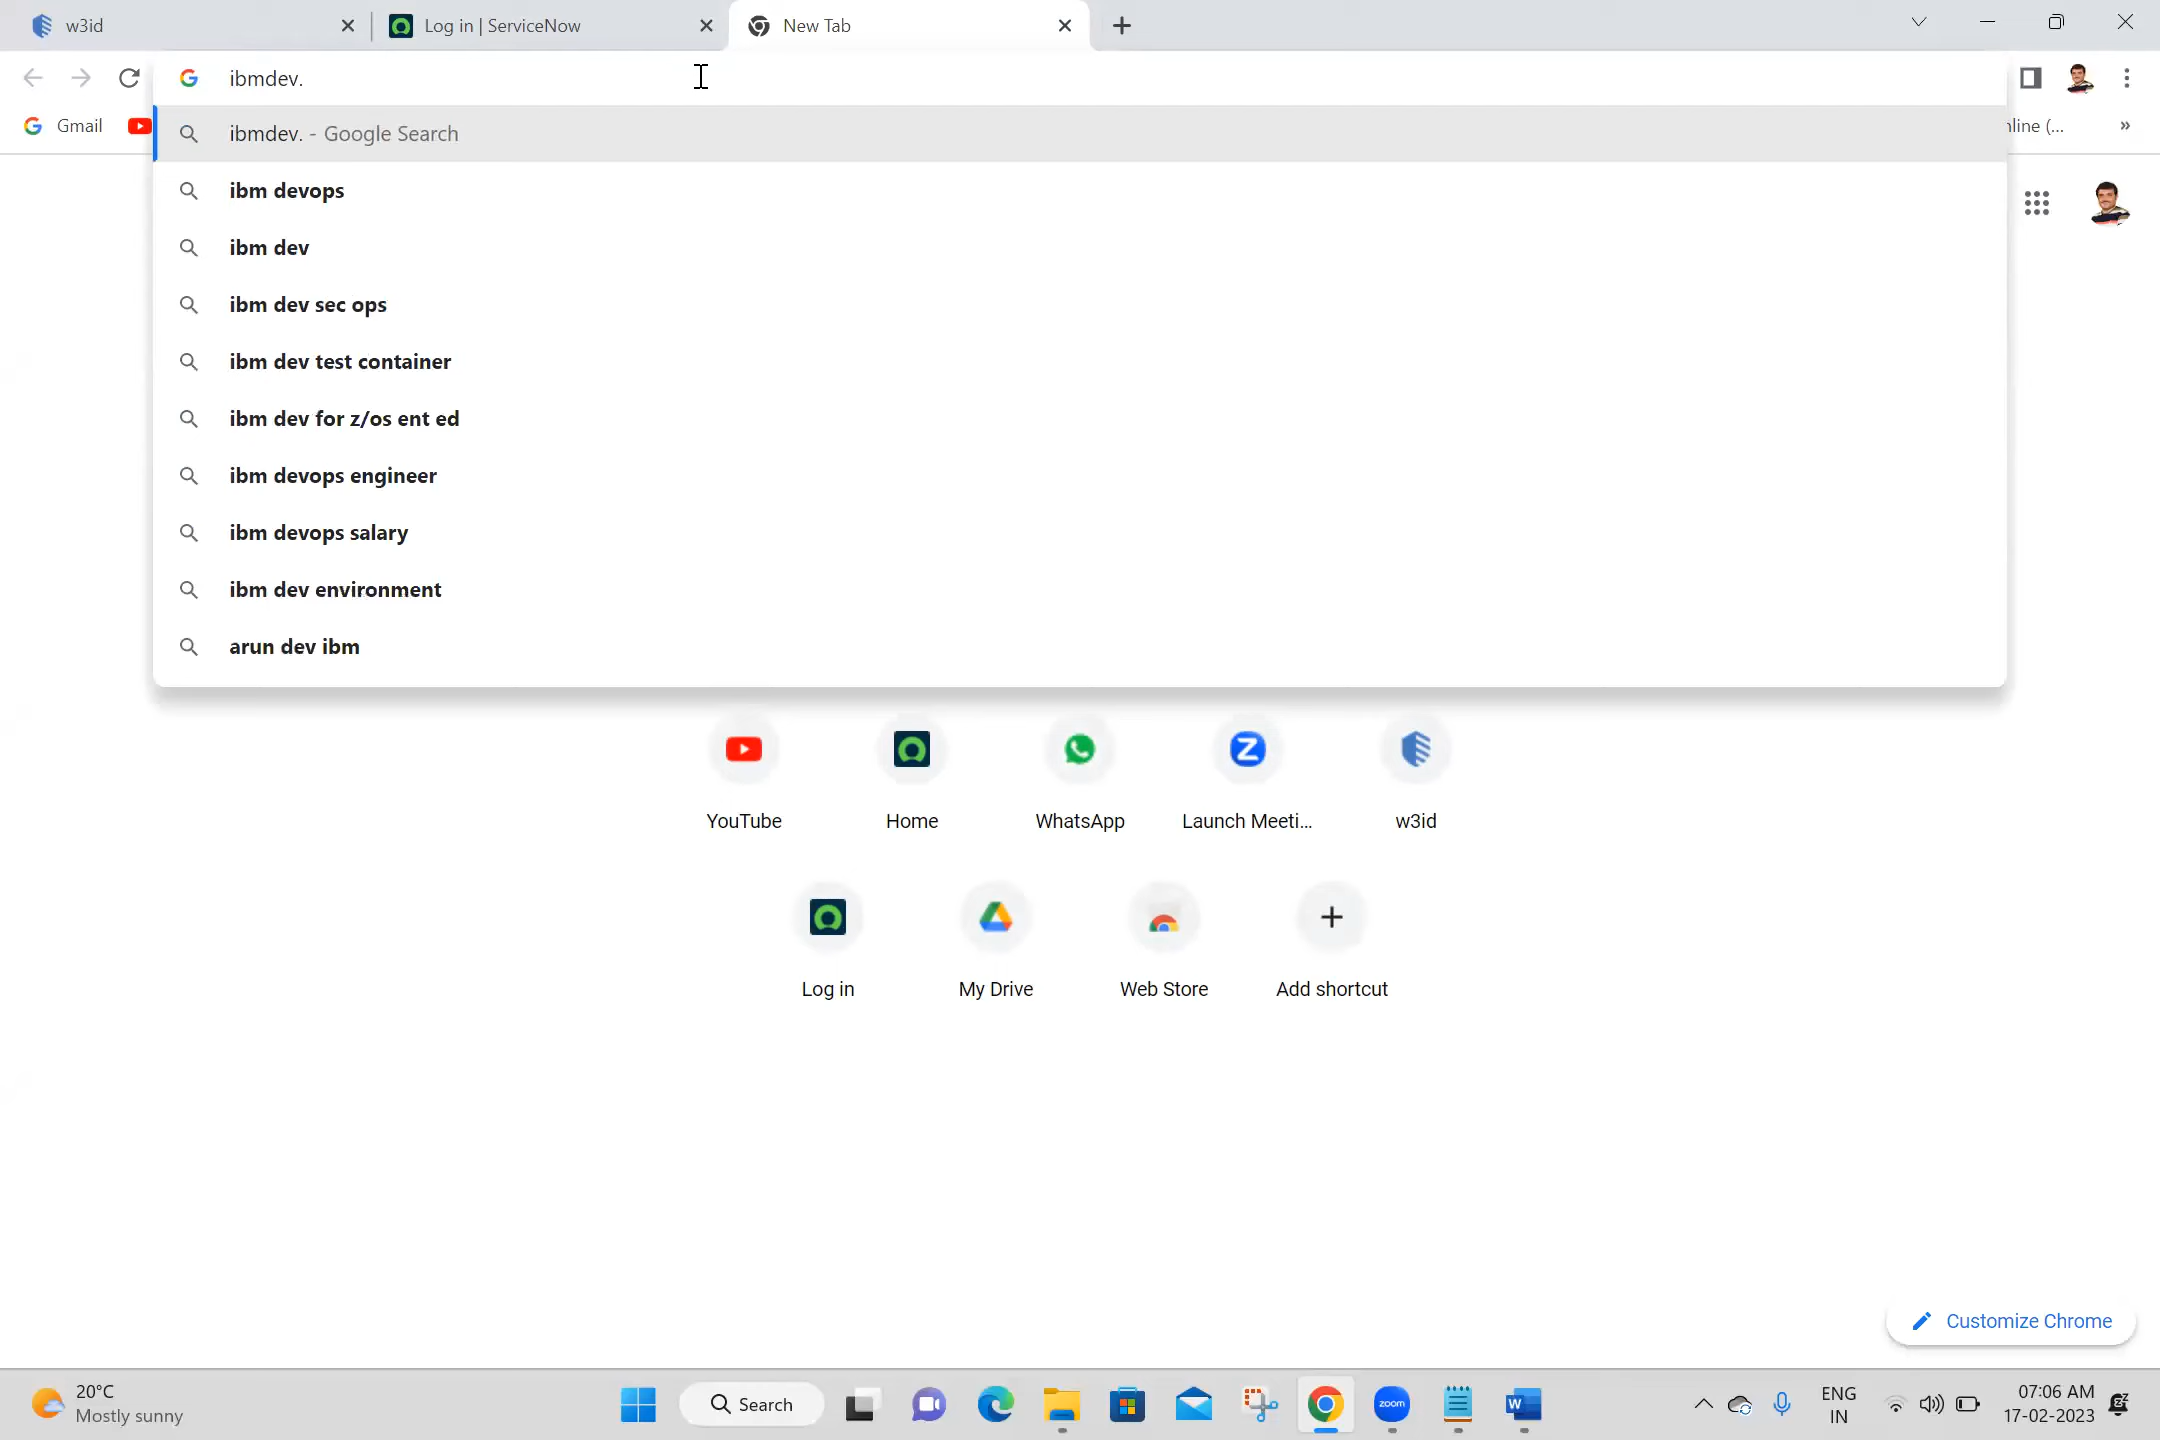 w3id
Log in | ServiceNow
New Tab
ibmdev.
Gmail
ibmdev. - Google Search
nline (...
ibm devops
ibm dev
ibm dev sec ops
ibm dev test container
ibm dev for z/os ent ed
ibm devops engineer
ibm devops salary
ibm dev environment
arun dev ibm
YouTube
Home
WhatsApp
Launch Meeti...
w3id
Log in
My Drive
Web Store
Add shortcut
Customize Chrome
20°C
Mostly sunny
Search
zoom
W
ENG
IN
07:06 AM
17-02-2023